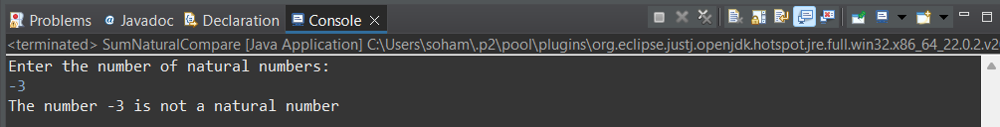 Problems Javadoc Declaration Console
<terminated> SumNaturalCompare [Java Application] C:\Users\soham\.p2\pool\plugins\org.eclipse.justj.openjdk.hotspot.jre.full.win32.x86_64_22.0.2.v2
Enter the number of natural numbers:
-3
The number -3 is not a natural number